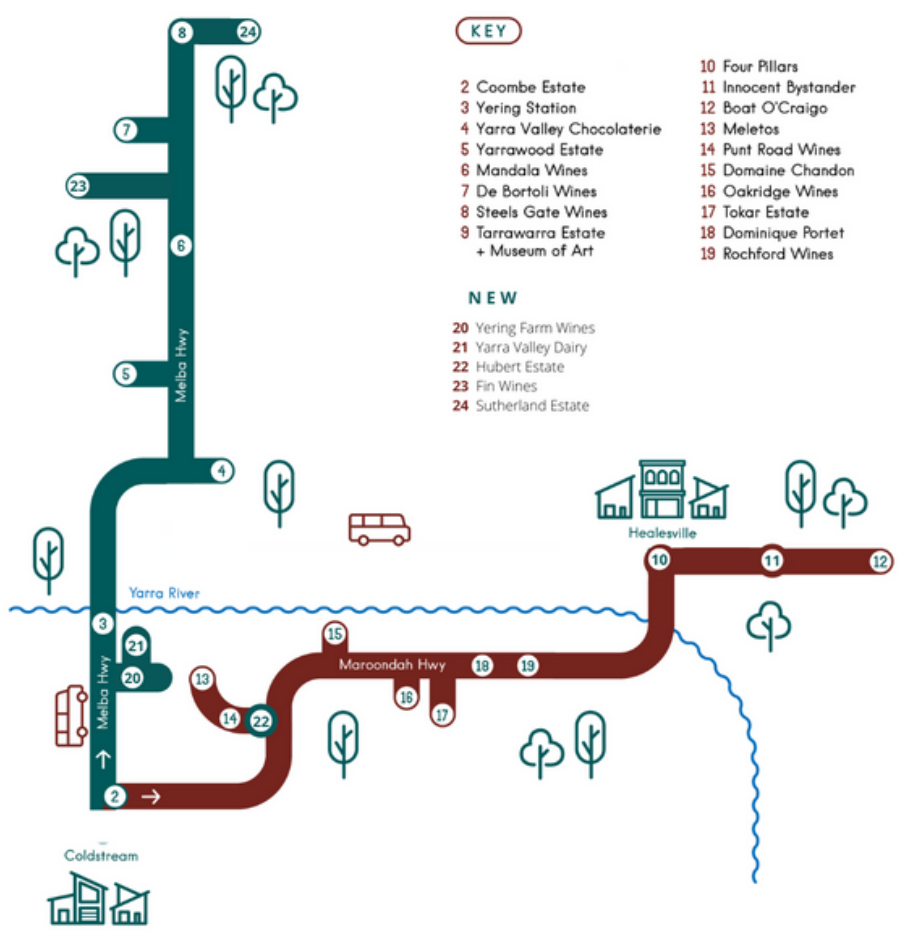 KEY
2 Coombe Estate
3 Yering Station
4 Yarra Valley Chocolaterie
5 Yarrawood Estate
6 Mandala Wines
7 De Bortoli Wines
8 Steels Gate Wines
9 Tarrawarra Estate
+ Museum of Art
10 Four Pillars
11 Innocent Bystander
12 Boat O'Craigo
13 Meletos
14 Punt Road Wines
15 Domaine Chandon
16 Oakridge Wines
17 Tokar Estate
18 Dominique Portet
19 Rochford Wines
NEW
20 Yering Farm Wines
21 Yarra Valley Dairy
22 Hubert Estate
23 Fin Wines
24 Sutherland Estate
8
24
7
23
6
Melba Hwy
5
4
Healesville
10
11
12
Yarra River
3
21
20
Melba Hwy
15
Maroondah Hwy
18
19
13
16
17
14
22
2
Coldstream